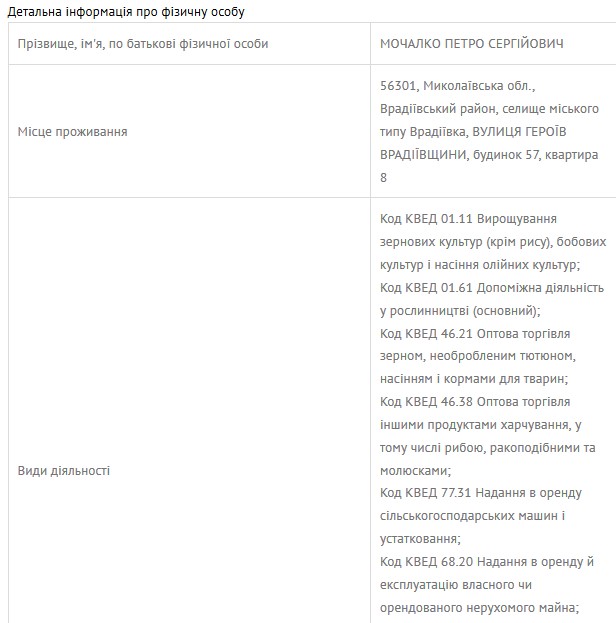 Детальна інформація про фізичну особу
Прізвище, ім'я, по батькові фізичної особи
МОЧАЛКО ПЕТРО СЕРГІЙОВИЧ
Місце проживання
56301, Миколаївська обл.,
Врадіївський район, селище міського
типу Врадіївка, ВУЛИЦЯ ГЕРОЇВ
ВРАДІЇВЩИНИ, будинок 57, квартира
8
Види діяльності
Код КВЕД 01.11 Вирощування
зернових культур (крім рису), бобових
культур і насіння олійних культур;
Код КВЕД 01.61 Допоміжна діяльність
у рослинництві (основний);
Код КВЕД 46.21 Оптова торгівля
зерном, необробленим тютюном,
насінням і кормами для тварин;
Код КВЕД 46.38 Оптова торгівля
іншими продуктами харчування, у
тому числі рибою, ракоподібними та
молюсками;
Код КВЕД 77.31 Надання в оренду
сільськогосподарських машин і
устатковання;
Код КВЕД 68.20 Надання в оренду й
експлуатацію власного чи
орендованого нерухомого майна;